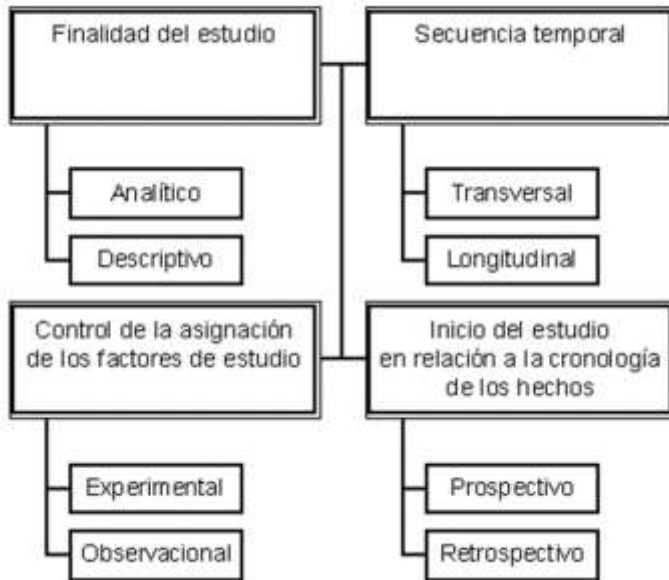 Finalidad del estudio
Secuencia temporal
Analítico
Descriptivo
Transversal
Longitudinal
Control de la asignación
de los factores de estudio
Inicio del estudio
en relación a la cronología
de los hechos
Experimental
Observacional
Prospectivo
Retrospectivo